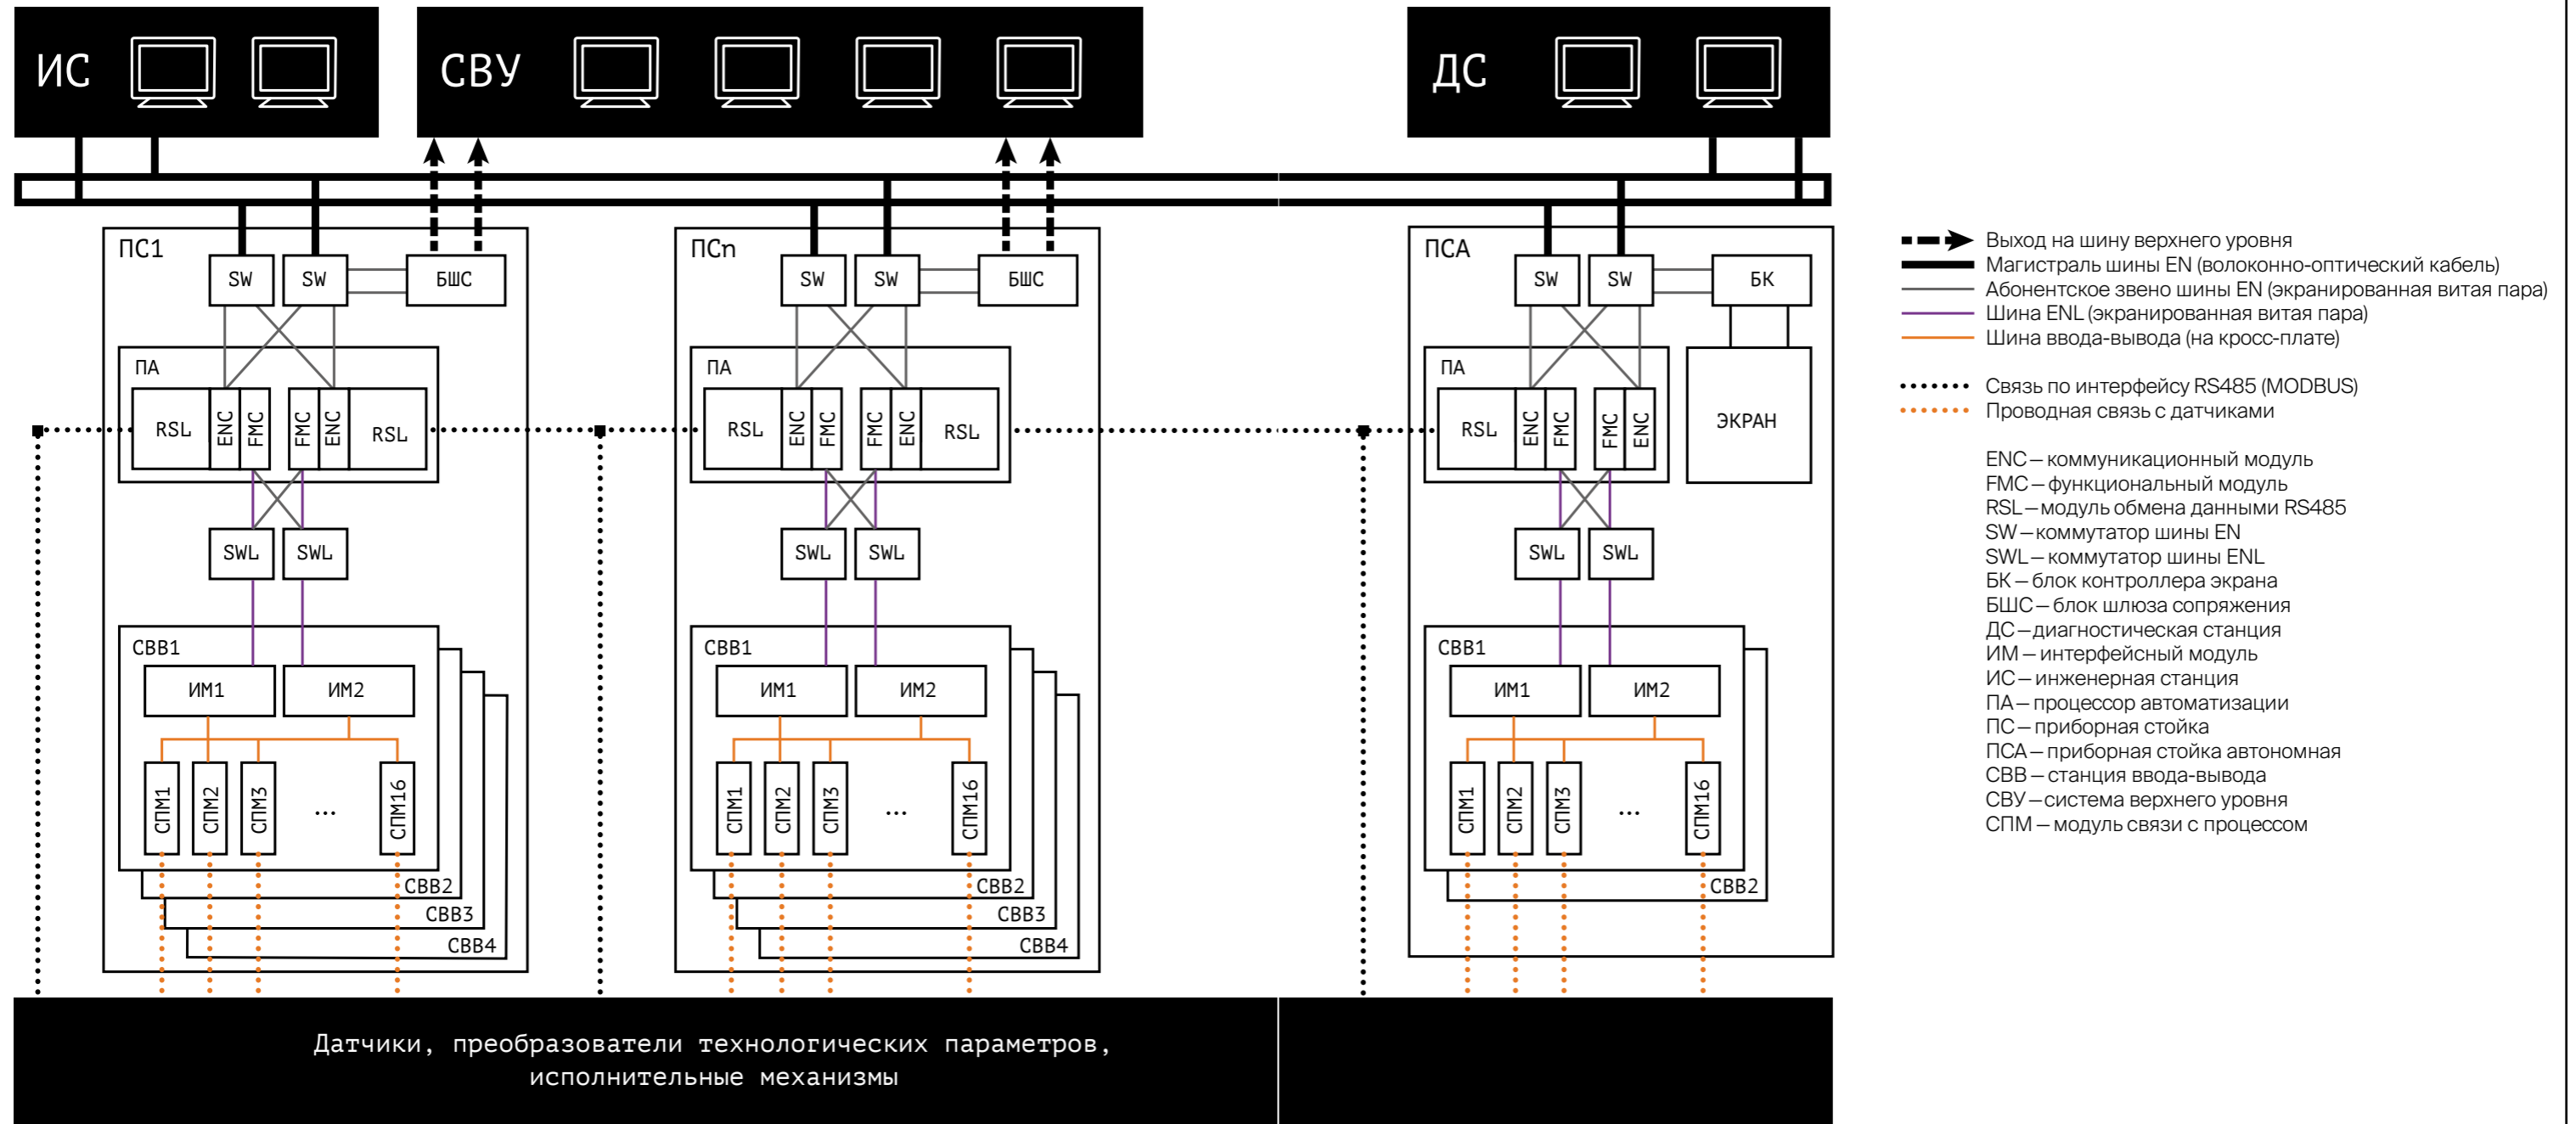 ИС
СВУ
ДС
ПС1
SW
SW
БШС
ПА
RSL
ENC
FMC
FMC
ENC
RSL
SWL
SWL
СВВ1
ИМ1
ИМ2
СПМ1
СПМ2
СПМ3
...
СПМ16
СВВ2
СВВ3
СВВ4
ПСn
SW
SW
БШС
ПА
RSL
ENC
FMC
FMC
ENC
RSL
SWL
SWL
СВВ1
ИМ1
ИМ2
СПМ1
СПМ2
СПМ3
...
СПМ16
СВВ2
СВВ3
СВВ4
ПСА
SW
SW
БК
ПА
RSL
ENC
FMC
FMC
ENC
ЭКРАН
SWL
SWL
СВВ1
ИМ1
ИМ2
СПМ1
СПМ2
СПМ3
...
СПМ16
СВВ2
Датчики, преобразователи технологических параметров,
исполнительные механизмы
Выход на шину верхнего уровня
Магистраль шины EN (волоконно-оптический кабель)
Абонентское звено шины EN (экранированная витая пара)
Шина ENL (экранированная витая пара)
Шина ввода-вывода (на кросс-плате)
Связь по интерфейсу RS485 (MODBUS)
Проводная связь с датчиками
ENC — коммуникационный модуль
FMC — функциональный модуль
RSL — модуль обмена данными RS485
SW — коммутатор шины EN
SWL — коммутатор шины ENL
БК — блок контроллера экрана
БШС — блок шлюза сопряжения
ДС — диагностическая станция
ИМ — интерфейсный модуль
ИС — инженерная станция
ПА — процессор автоматизации
ПС — приборная стойка
ПСА — приборная стойка автономная
СВВ — станция ввода-вывода
СВУ — система верхнего уровня
СПМ — модуль связи с процессом